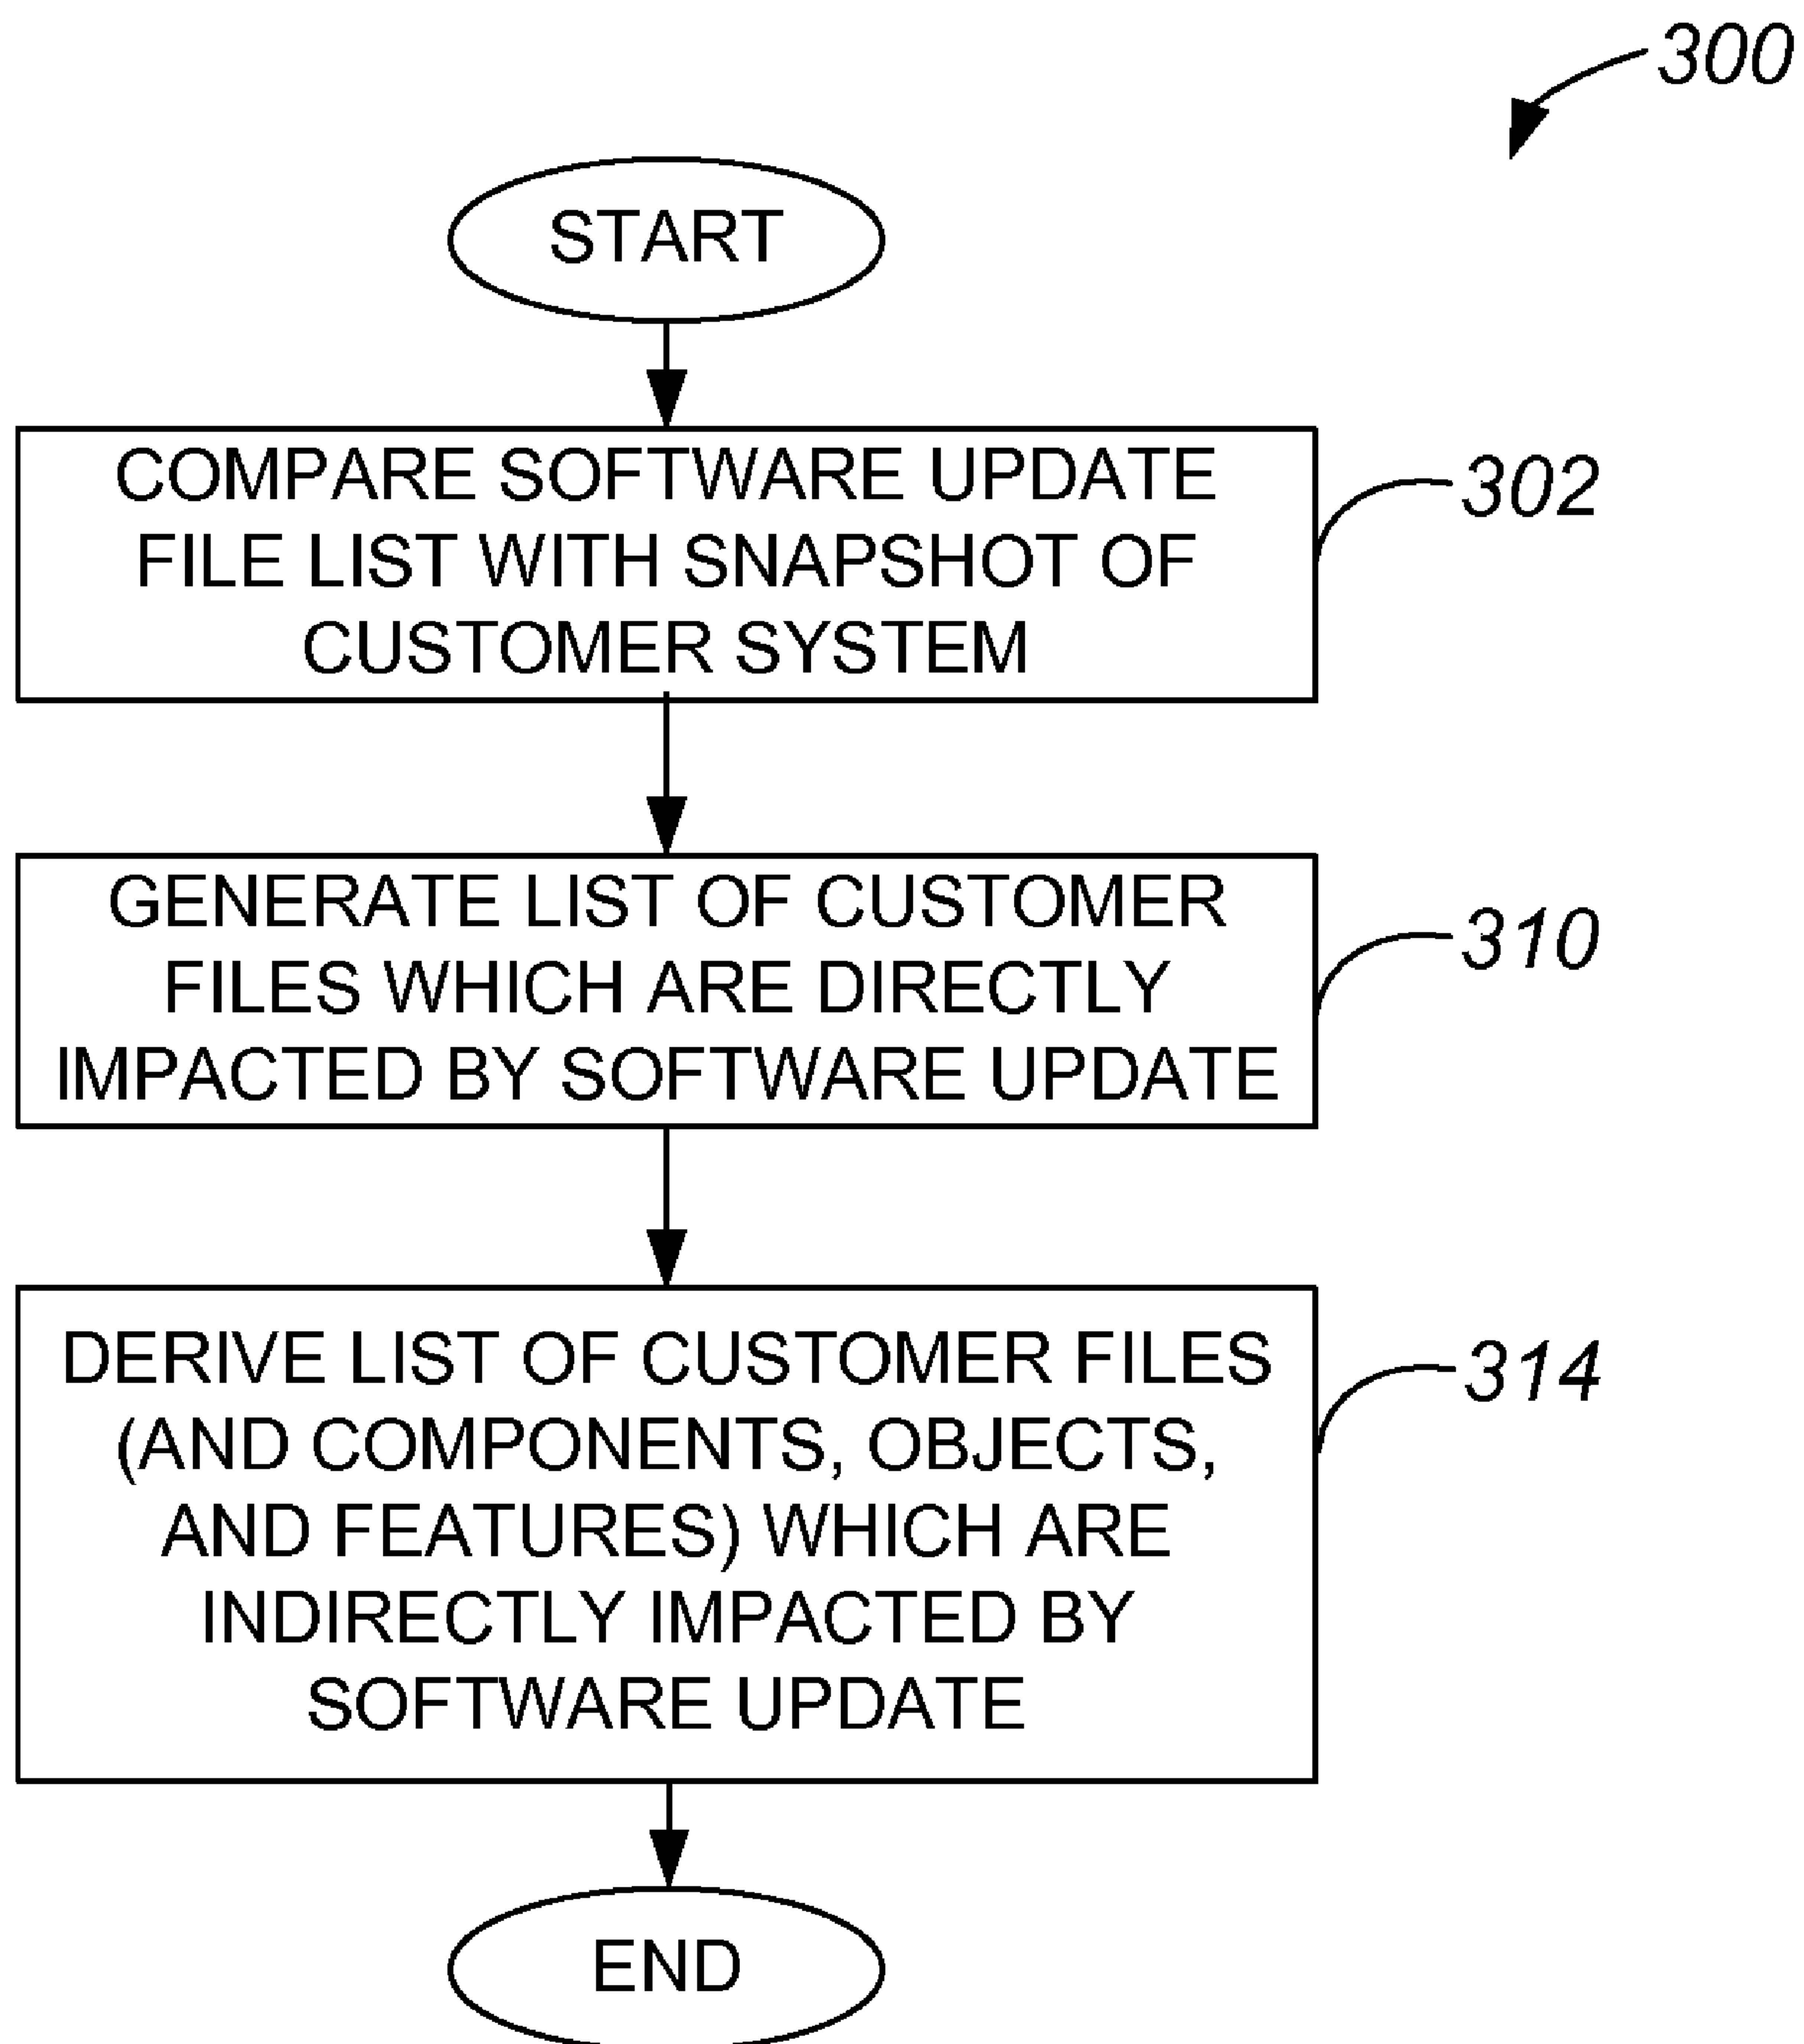 300
START
COMPARE SOFTWARE UPDATE
FILE LIST WITH SNAPSHOT OF
CUSTOMER SYSTEM
302
GENERATE LIST OF CUSTOMER
FILES WHICH ARE DIRECTLY
IMPACTED BY SOFTWARE UPDATE
310
DERIVE LIST OF CUSTOMER FILES
(AND COMPONENTS, OBJECTS,
AND FEATURES) WHICH ARE
INDIRECTLY IMPACTED BY
SOFTWARE UPDATE
314
END